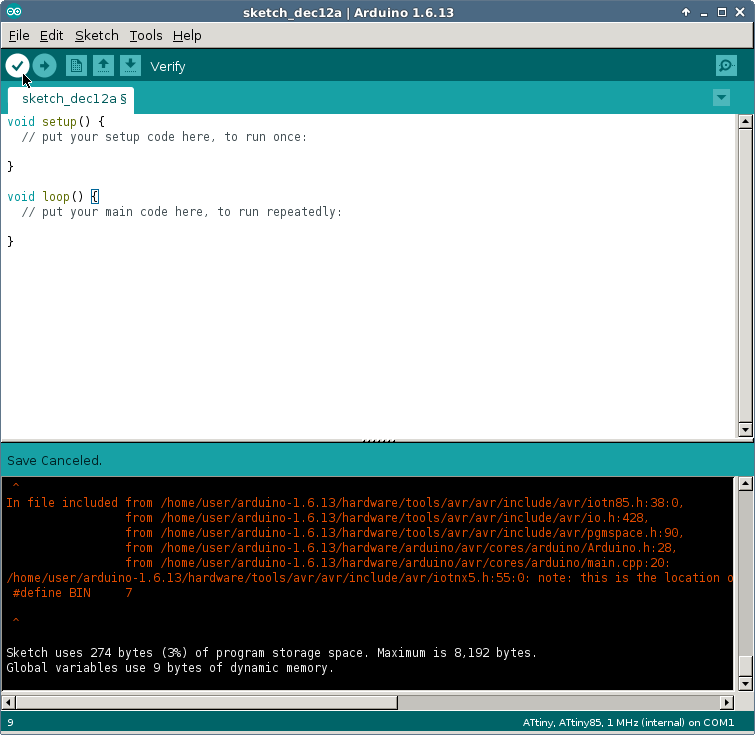 sketch_dec12a | Arduino 1.6.13
File Edit Sketch Tools Help
Verify
sketch_dec12a §
void setup() {
  // put your setup code here, to run once:
}
void loop() {
  // put your main code here, to run repeatedly:
}
Save Canceled.
^
In file included from /home/user/arduino-1.6.13/hardware/tools/avr/avr/include/avr/iotn85.h:38:0,
                 from /home/user/arduino-1.6.13/hardware/tools/avr/avr/include/avr/io.h:428,
                 from /home/user/arduino-1.6.13/hardware/tools/avr/avr/include/avr/pgmspace.h:90,
                 from /home/user/arduino-1.6.13/hardware/arduino/avr/cores/arduino/Arduino.h:28,
                 from /home/user/arduino-1.6.13/hardware/arduino/avr/cores/arduino/main.cpp:20:
/home/user/arduino-1.6.13/hardware/tools/avr/avr/include/avr/iotnx5.h:55:0: note: this is the location o
 #define BIN     7
 ^
Sketch uses 274 bytes (3%) of program storage space. Maximum is 8,192 bytes.
Global variables use 9 bytes of dynamic memory.
9 ATtiny, ATtiny85, 1 MHz (internal) on COM1